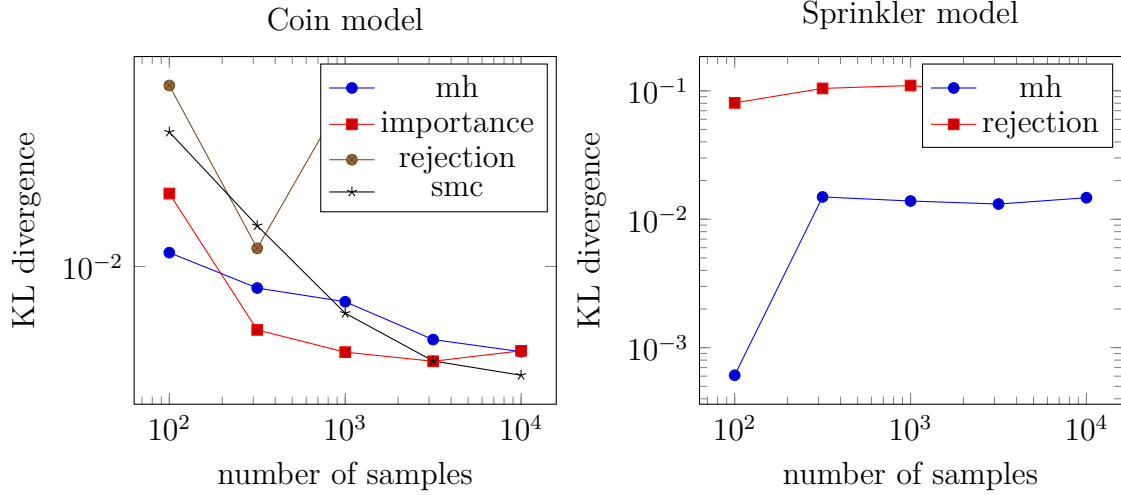 Coin model
KL divergence
10^-2
mh
importance
rejection
smc
10^2
10^3
10^4
number of samples
Sprinkler model
KL divergence
10^-1
10^-2
10^-3
mh
rejection
10^2
10^3
10^4
number of samples